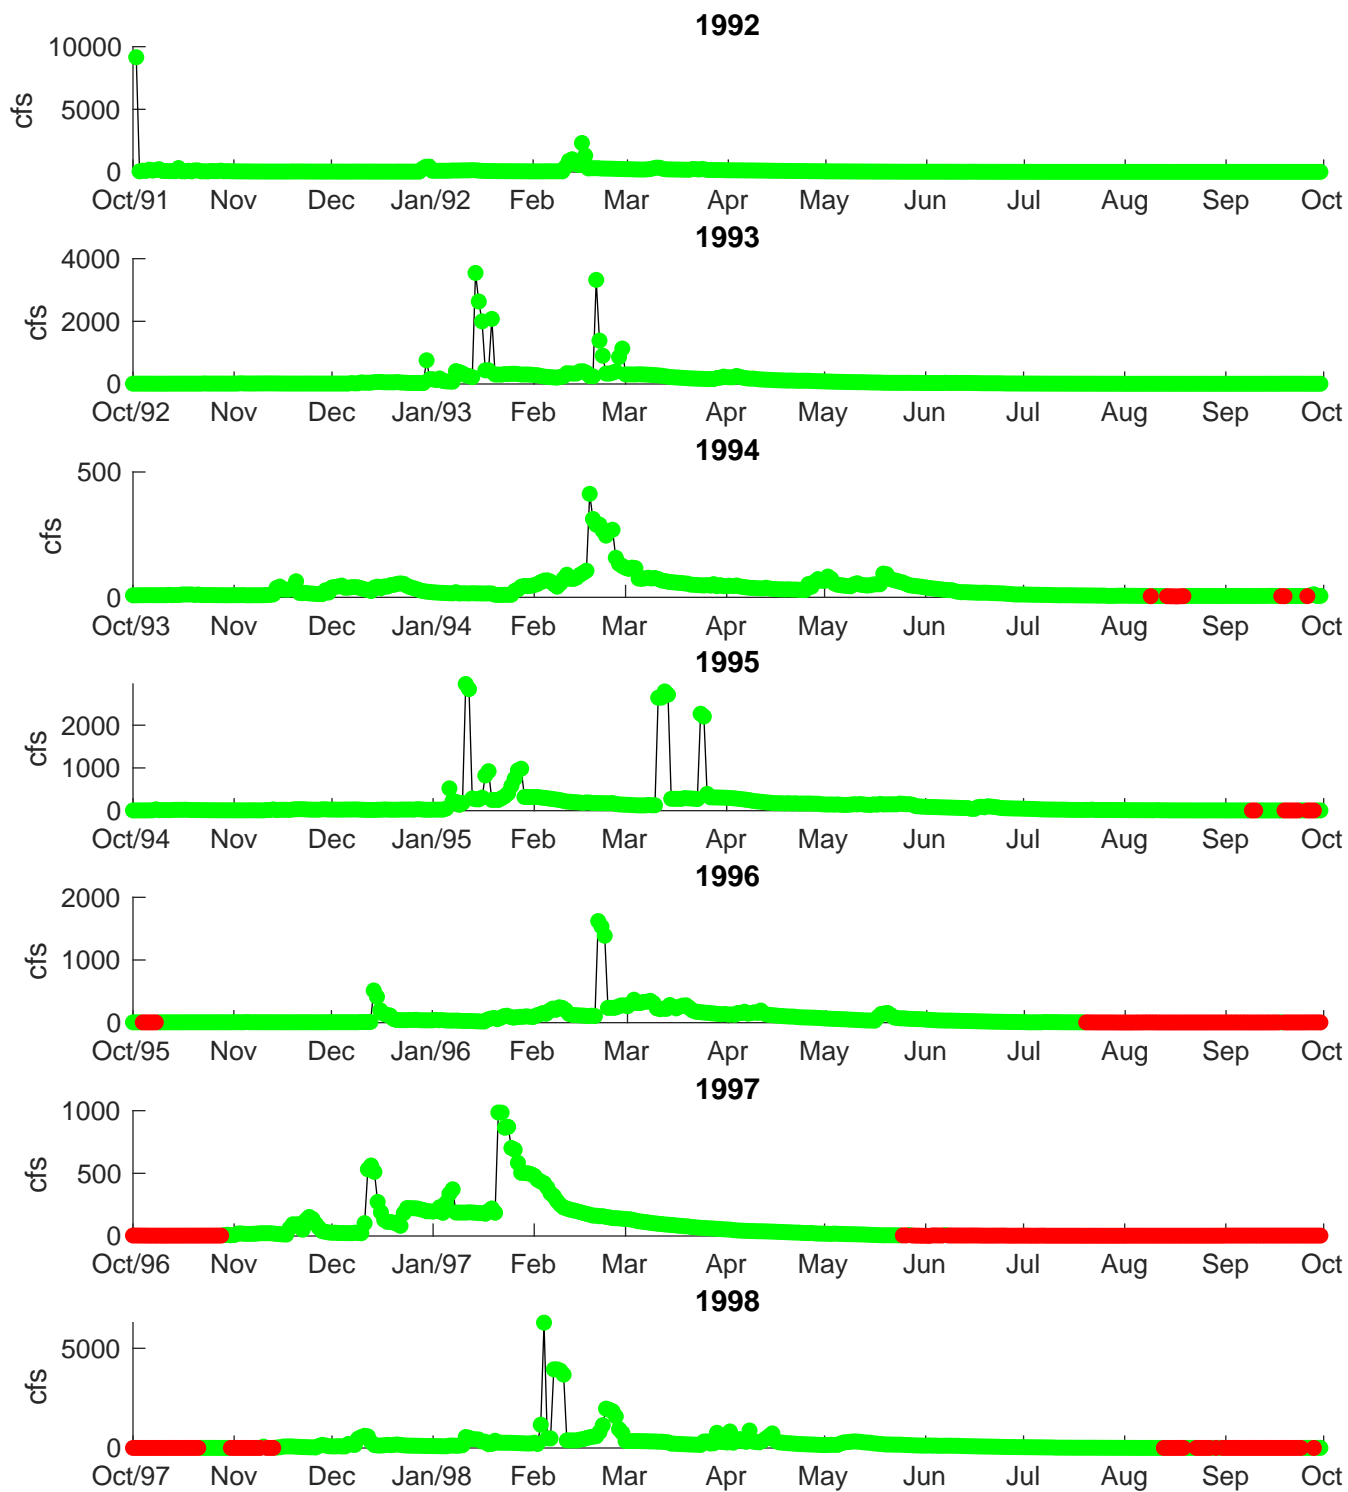 1992
10000
5000
0
cfs
Oct/91 Nov Dec Jan/92 Feb Mar Apr May Jun Jul Aug Sep Oct
1993
4000
2000
0
cfs
Oct/92 Nov Dec Jan/93 Feb Mar Apr May Jun Jul Aug Sep Oct
1994
500
0
cfs
Oct/93 Nov Dec Jan/94 Feb Mar Apr May Jun Jul Aug Sep Oct
1995
2000
1000
0
cfs
Oct/94 Nov Dec Jan/95 Feb Mar Apr May Jun Jul Aug Sep Oct
1996
2000
1000
0
cfs
Oct/95 Nov Dec Jan/96 Feb Mar Apr May Jun Jul Aug Sep Oct
1997
1000
500
0
cfs
Oct/96 Nov Dec Jan/97 Feb Mar Apr May Jun Jul Aug Sep Oct
1998
5000
0
cfs
Oct/97 Nov Dec Jan/98 Feb Mar Apr May Jun Jul Aug Sep Oct